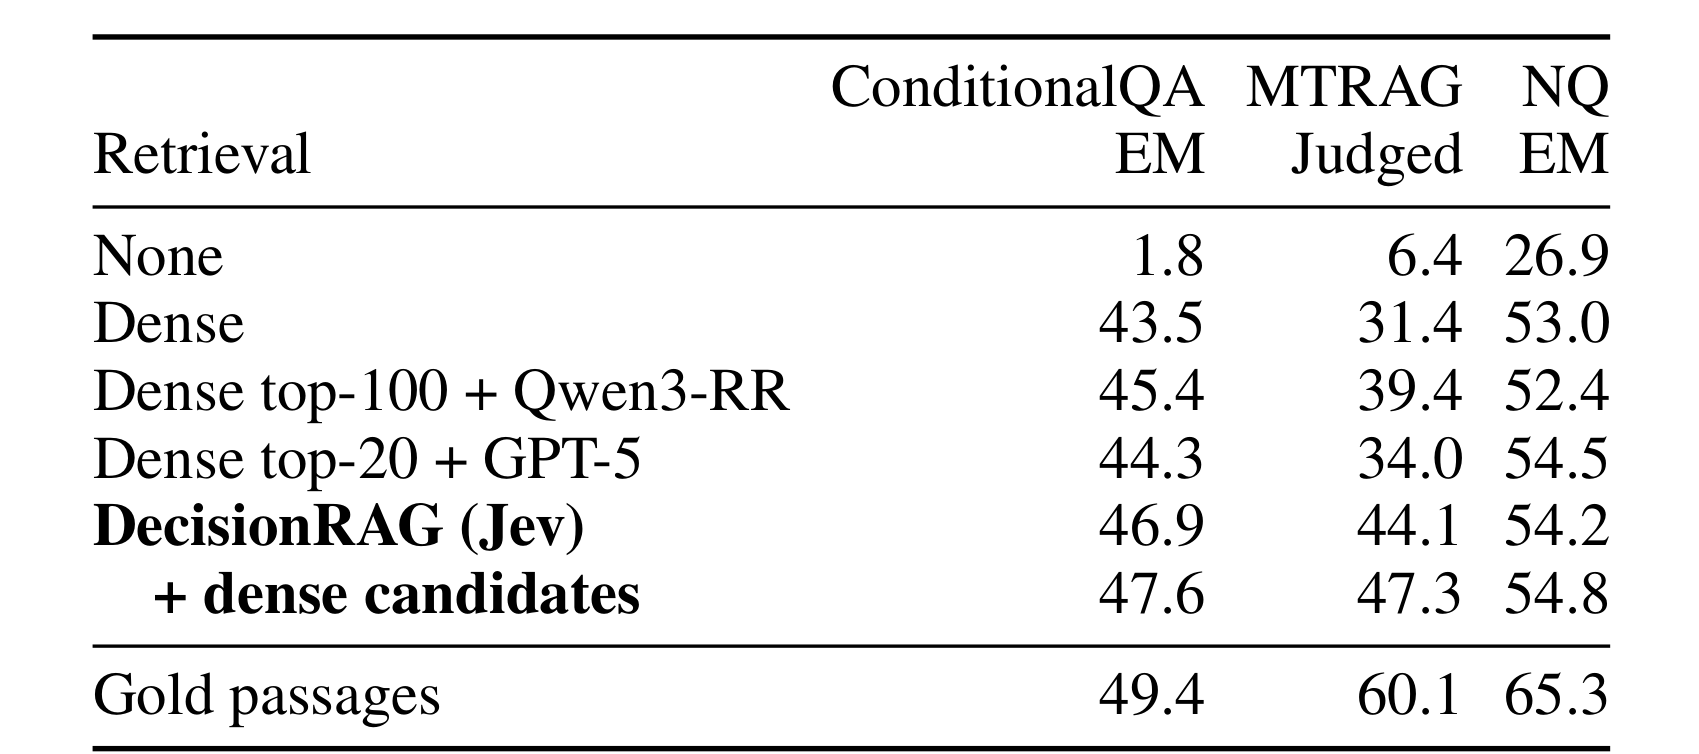 ConditionalQA MTRAG NQ
Retrieval EM Judged EM
None 1.8 6.4 26.9
Dense 43.5 31.4 53.0
Dense top-100 + Qwen3-RR 45.4 39.4 52.4
Dense top-20 + GPT-5 44.3 34.0 54.5
DecisionRAG (Jev) 46.9 44.1 54.2
+ dense candidates 47.6 47.3 54.8
Gold passages 49.4 60.1 65.3